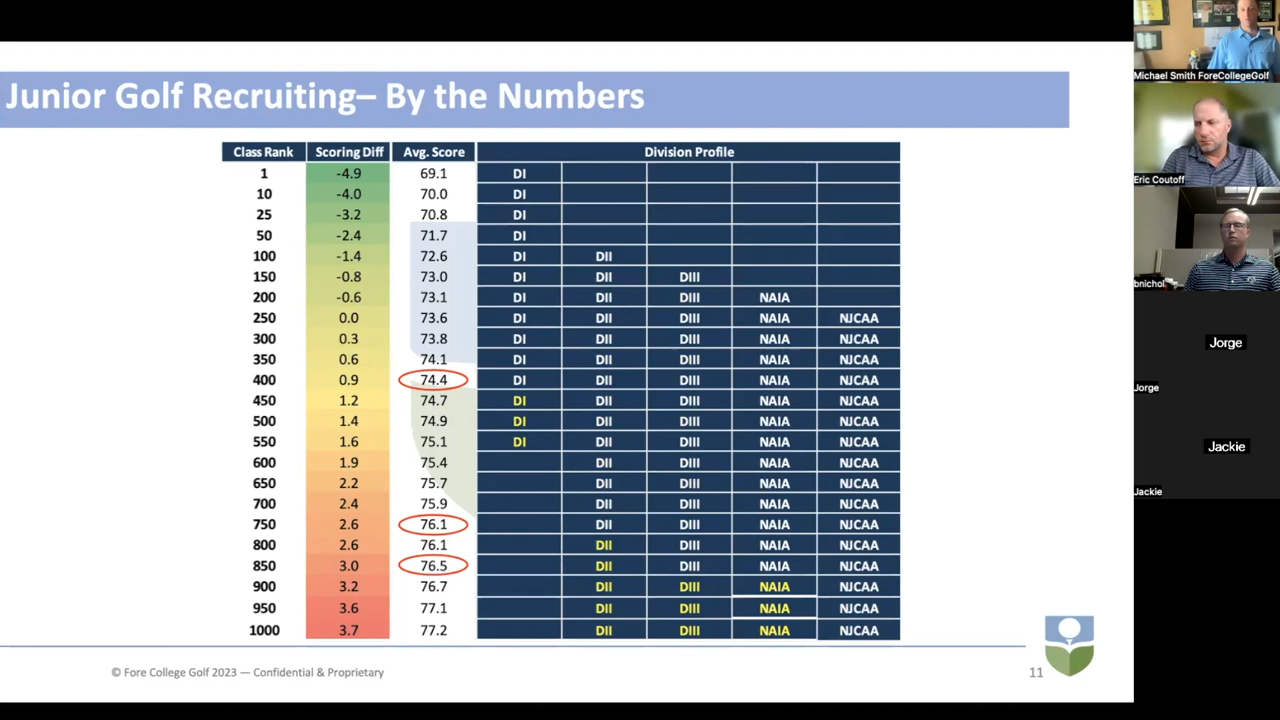 Junior Golf Recruiting– By the Numbers
Class Rank Scoring Diff Avg. Score Division Profile
1 -4.9 69.1 DI
10 -4.0 70.0 DI
25 -3.2 70.8 DI
50 -2.4 71.7 DI
100 -1.4 72.6 DI DII
150 -0.8 73.0 DI DII DIII
200 -0.6 73.1 DI DII DIII NAIA
250 0.0 73.6 DI DII DIII NAIA NJCAA
300 0.3 73.8 DI DII DIII NAIA NJCAA
350 0.6 74.1 DI DII DIII NAIA NJCAA
400 0.9 74.4 DI DII DIII NAIA NJCAA
450 1.2 74.7 DI DII DIII NAIA NJCAA
500 1.4 74.9 DI DII DIII NAIA NJCAA
550 1.6 75.1 DI DII DIII NAIA NJCAA
600 1.9 75.4 DII DIII NAIA NJCAA
650 2.2 75.7 DII DIII NAIA NJCAA
700 2.4 75.9 DII DIII NAIA NJCAA
750 2.6 76.1 DII DIII NAIA NJCAA
800 2.6 76.1 DII DIII NAIA NJCAA
850 3.0 76.5 DII DIII NAIA NJCAA
900 3.2 76.7 DII DIII NAIA NJCAA
950 3.6 77.1 DII DIII NAIA NJCAA
1000 3.7 77.2 DII DIII NAIA NJCAA
© Fore College Golf 2023 — Confidential & Proprietary
11
Michael Smith ForeCollegeGolf
Eric Coutoff
bnichol
Jorge
Jorge
Jackie
Jackie